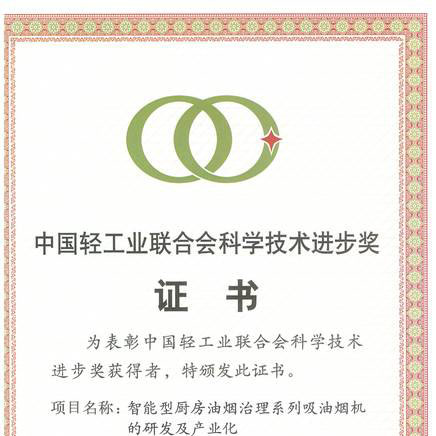 中国轻工业联合会科学技术进步奖
证 书
为表彰中国轻工业联合会科学技术
进步奖获得者，特颁发此证书。
项目名称：智能型厨房油烟治理系列吸油烟机
的研发及产业化